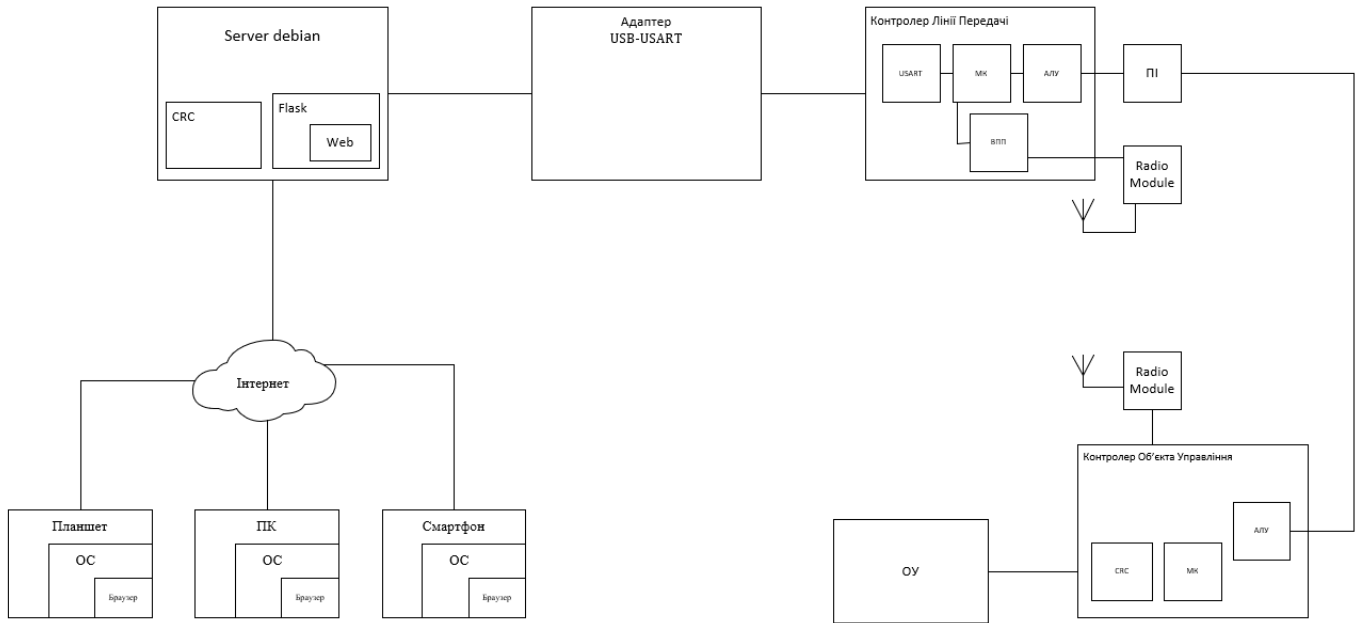 Server debian
CRC
Flask
Web
Адаптер
USB-USART
Контролер Лінії Передачі
USART
МК
АЛУ
ВПП
ПІ
Radio
Module
Інтернет
Radio
Module
Контролер Об’єкта Управління
АЛУ
CRC
МК
ОУ
Планшет
ОС
Браузер
ПК
ОС
Браузер
Смартфон
ОС
Браузер